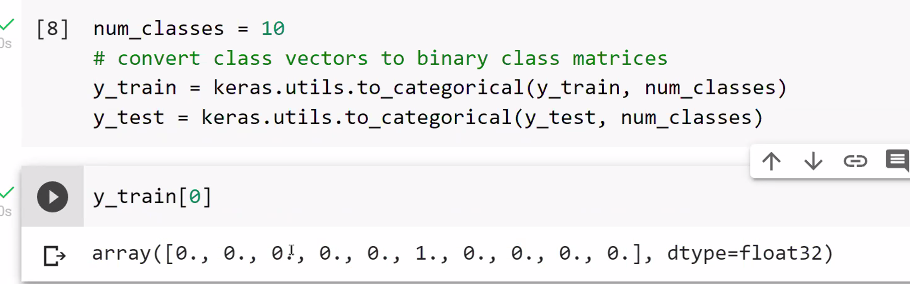 [8] num_classes = 10
# convert class vectors to binary class matrices
y_train = keras.utils.to_categorical(y_train, num_classes)
0s
y_test = keras.utils.to_categorical(y_test, num_classes)
y_train[0]
0s
array([0., 0., 0., 0., 0., 1., 0., 0., 0., 0.], dtype=float32)